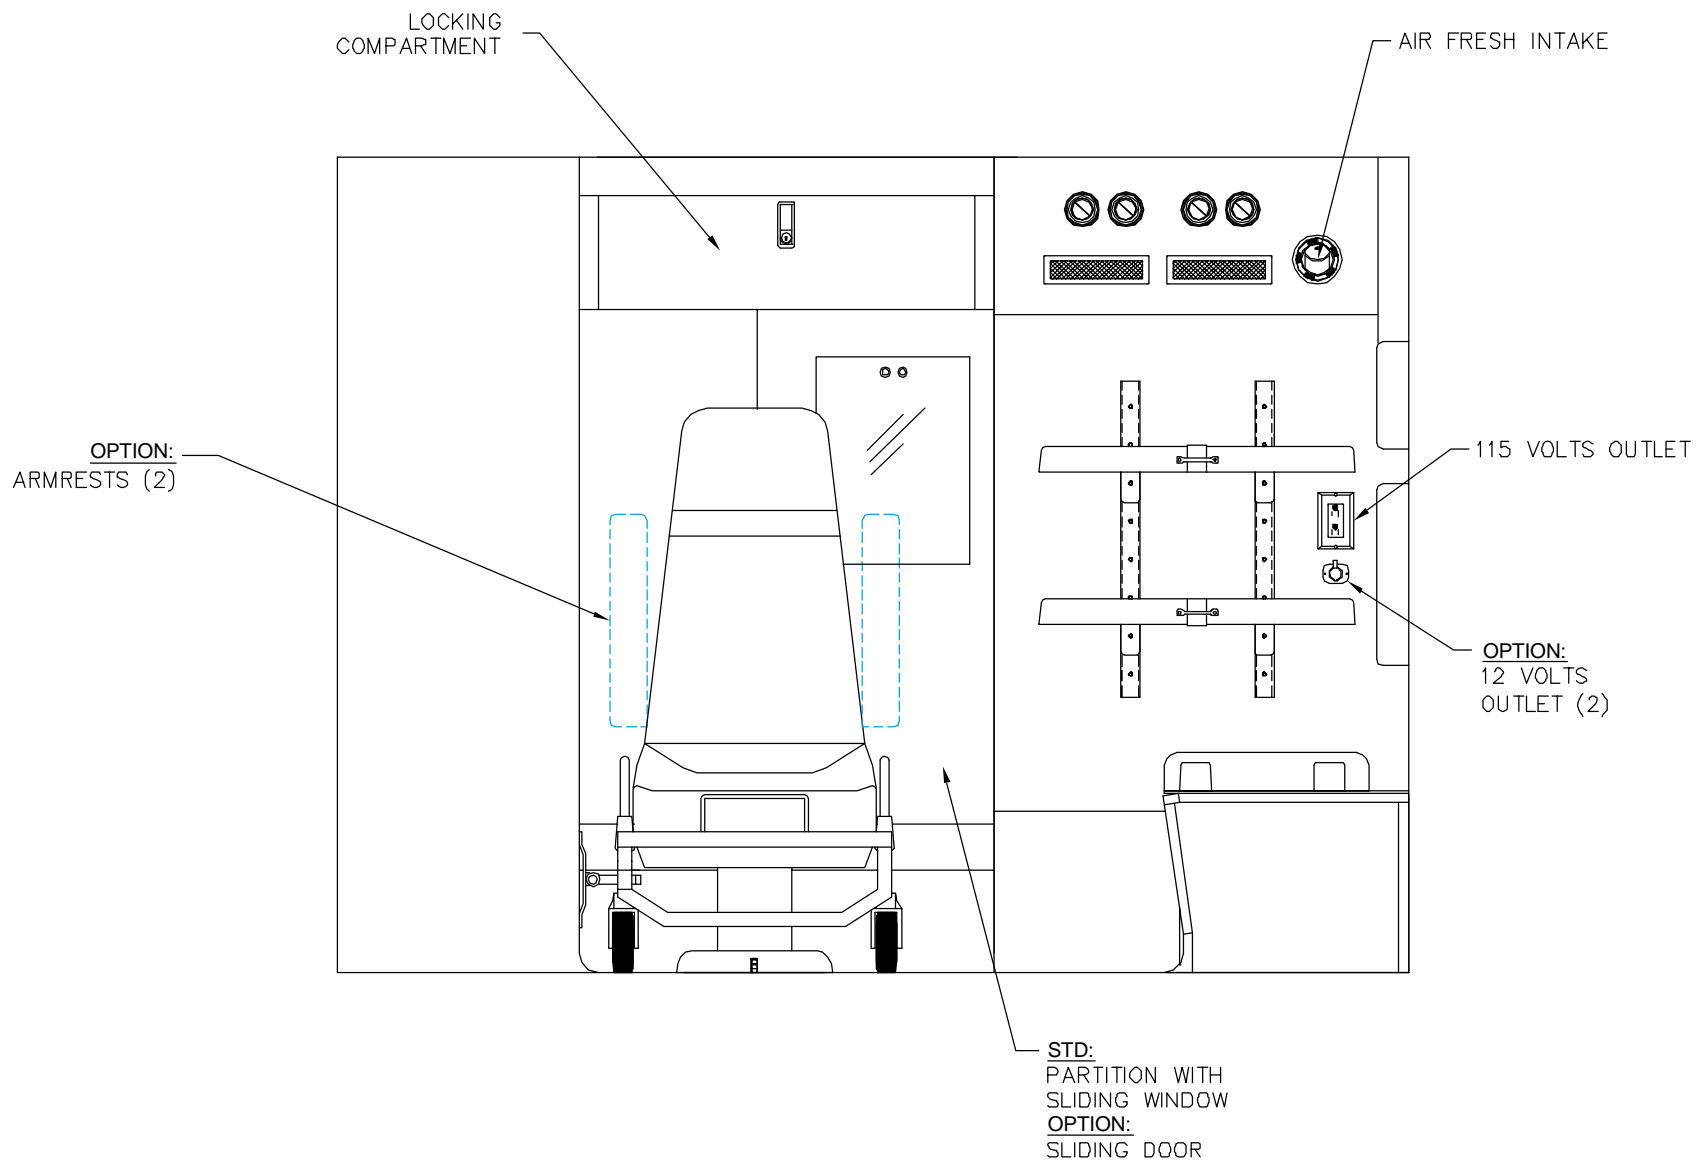 LOCKING
COMPARTMENT
AIR FRESH INTAKE
OPTION:
ARMRESTS (2)
115 VOLTS OUTLET
OPTION:
12 VOLTS
OUTLET (2)
STD:
PARTITION WITH
SLIDING WINDOW
OPTION:
SLIDING DOOR